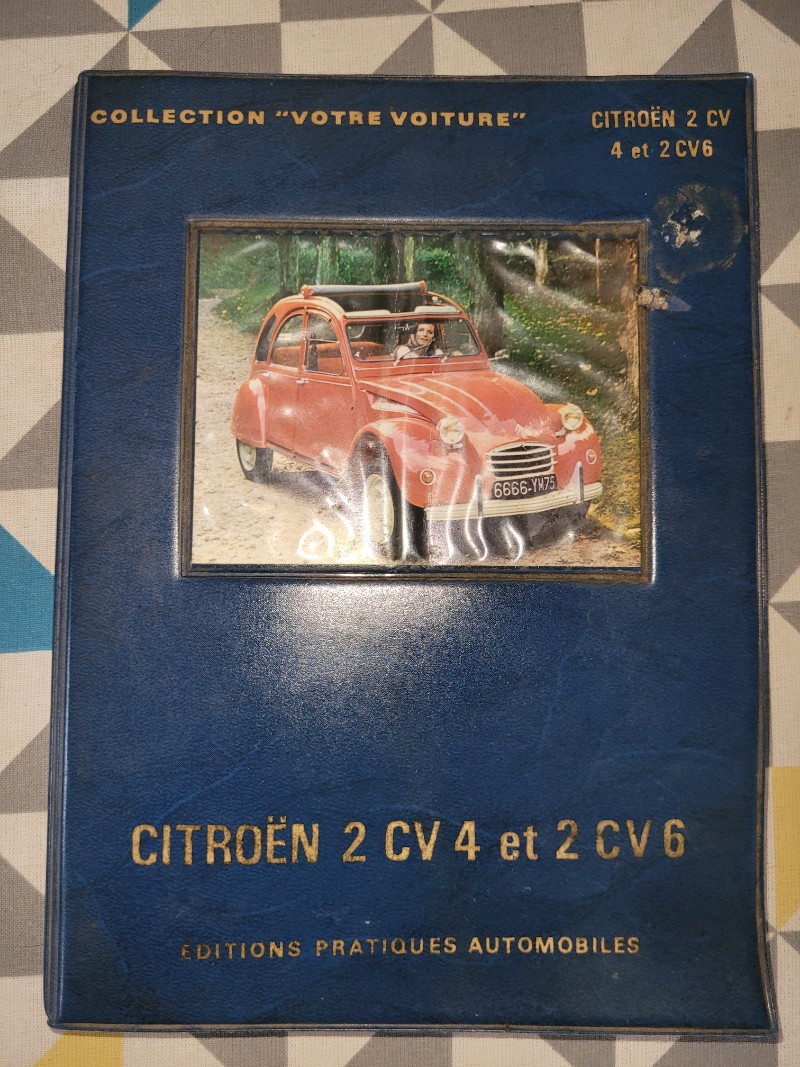 COLLECTION "VOTRE VOITURE"
CITROËN 2 CV
4 et 2 CV6
6666-YM75
CITROËN 2 CV 4 et 2 CV 6
EDITIONS PRATIQUES AUTOMOBILES